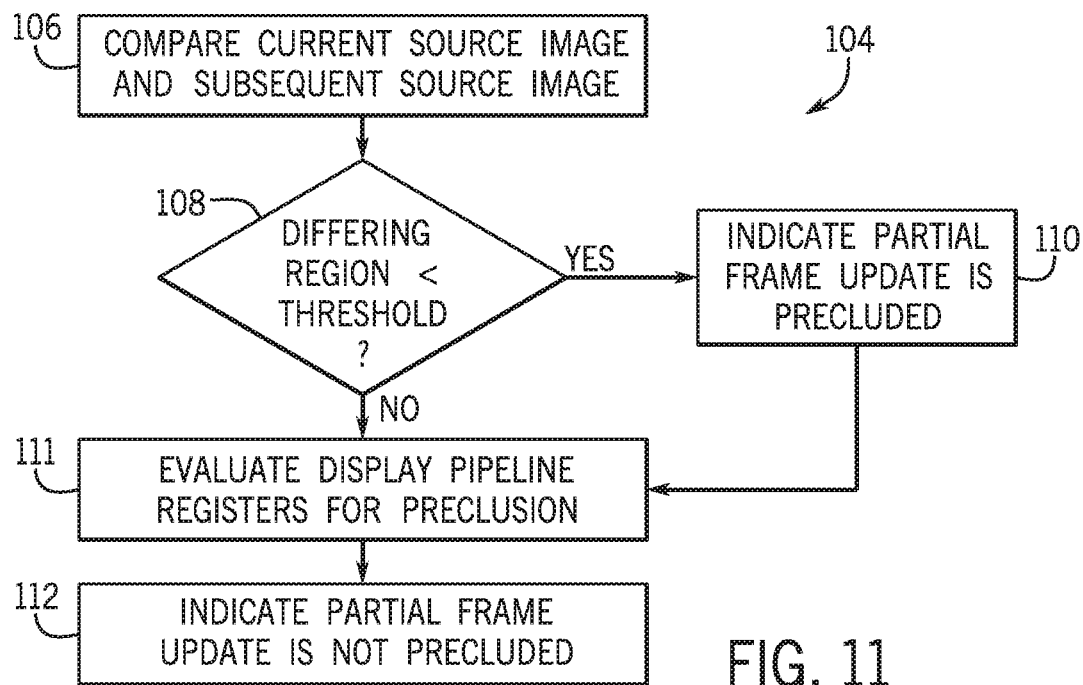 106
COMPARE CURRENT SOURCE IMAGE
AND SUBSEQUENT SOURCE IMAGE
104
108
DIFFERING
REGION <
THRESHOLD
?
YES
INDICATE PARTIAL
FRAME UPDATE IS
PRECLUDED
110
NO
111
EVALUATE DISPLAY PIPELINE
REGISTERS FOR PRECLUSION
112
INDICATE PARTIAL FRAME
UPDATE IS NOT PRECLUDED
FIG. 11